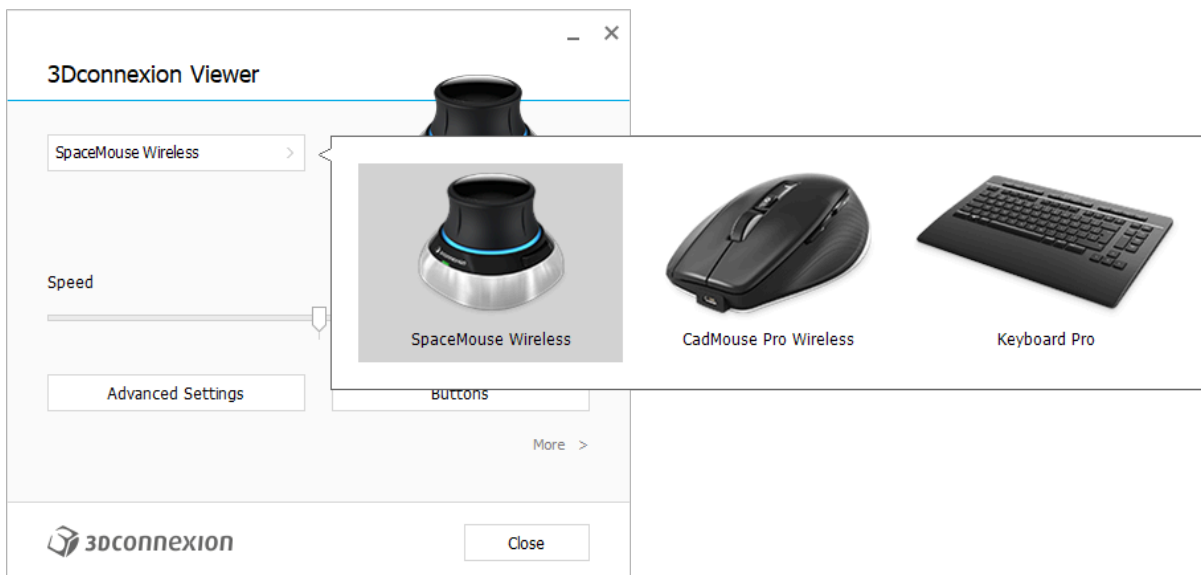 3Dconnexion Viewer
SpaceMouse Wireless
Speed
SpaceMouse Wireless
CadMouse Pro Wireless
Keyboard Pro
Advanced Settings
Buttons
More >
3Dconnexion
Close